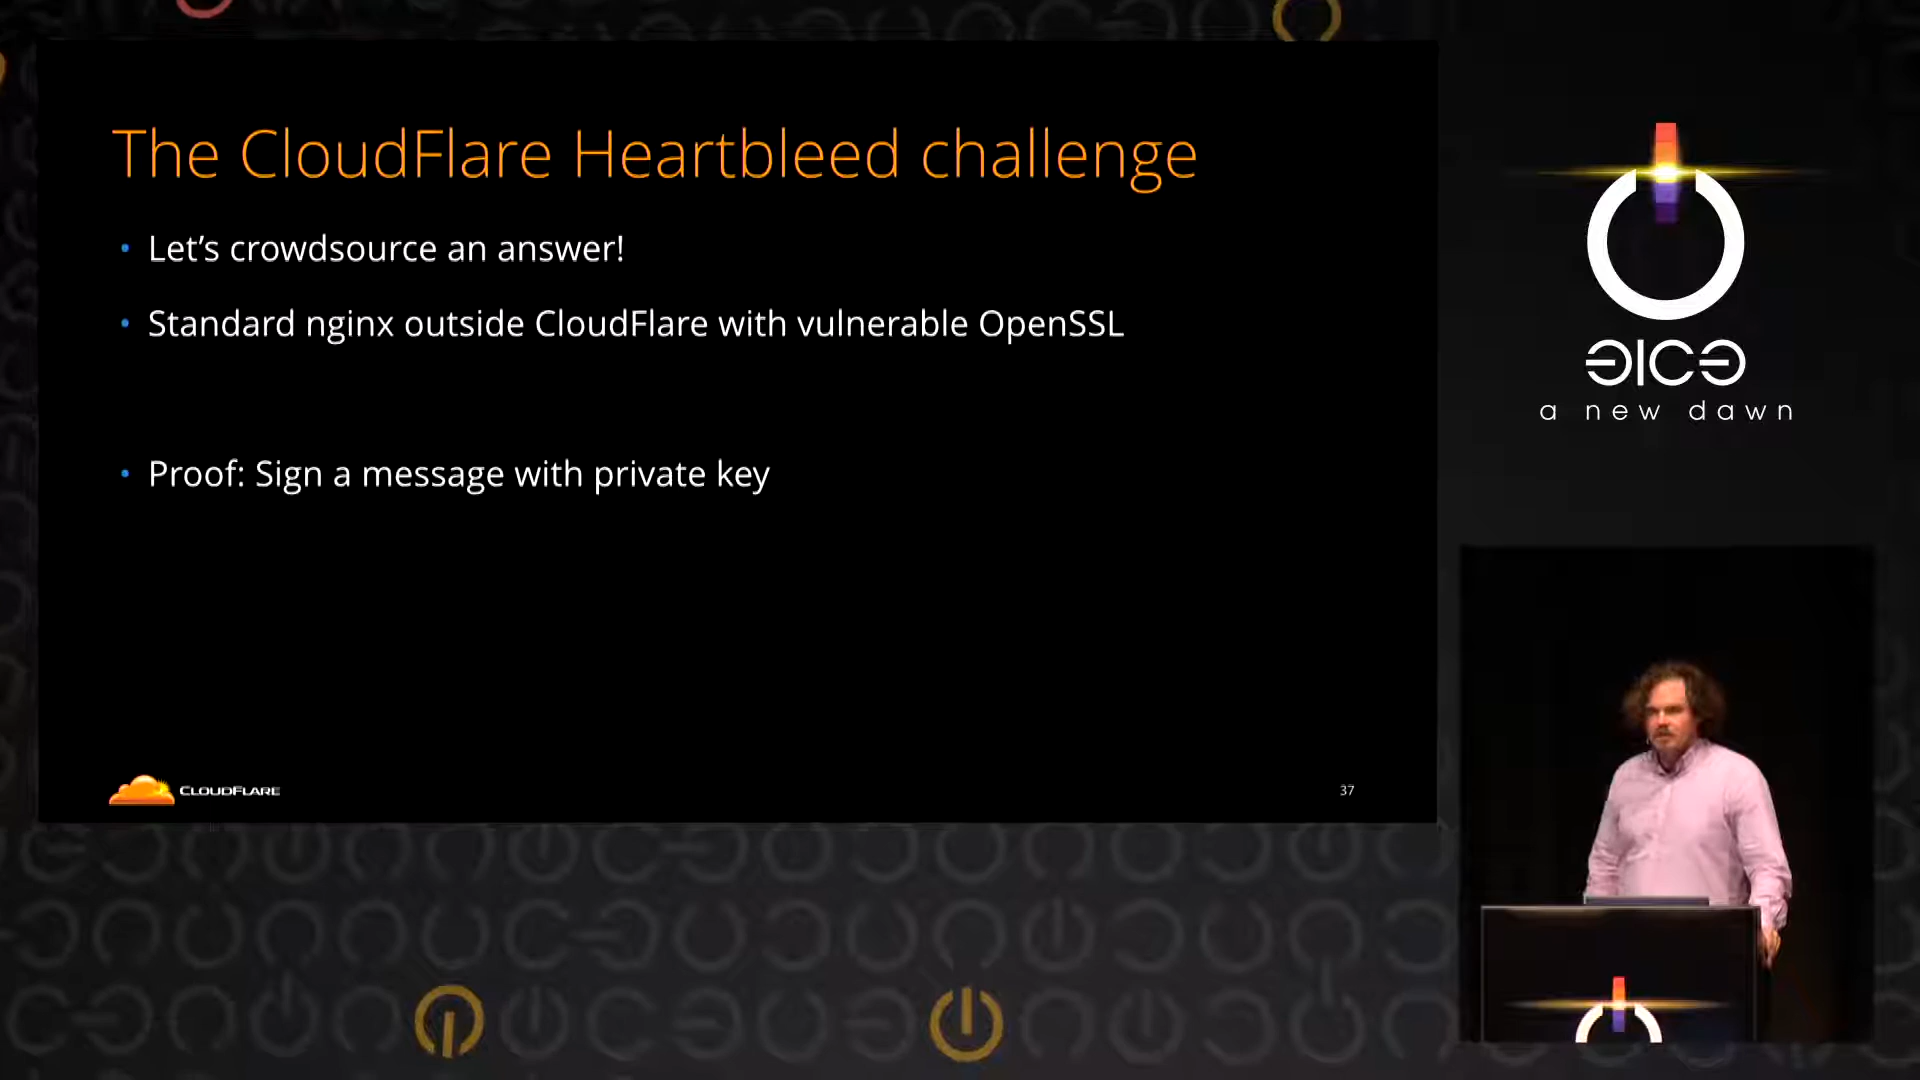 The CloudFlare Heartbleed challenge
• Let’s crowdsource an answer!
• Standard nginx outside CloudFlare with vulnerable OpenSSL
• Proof: Sign a message with private key
CLOUDFLARE
37
a new dawn